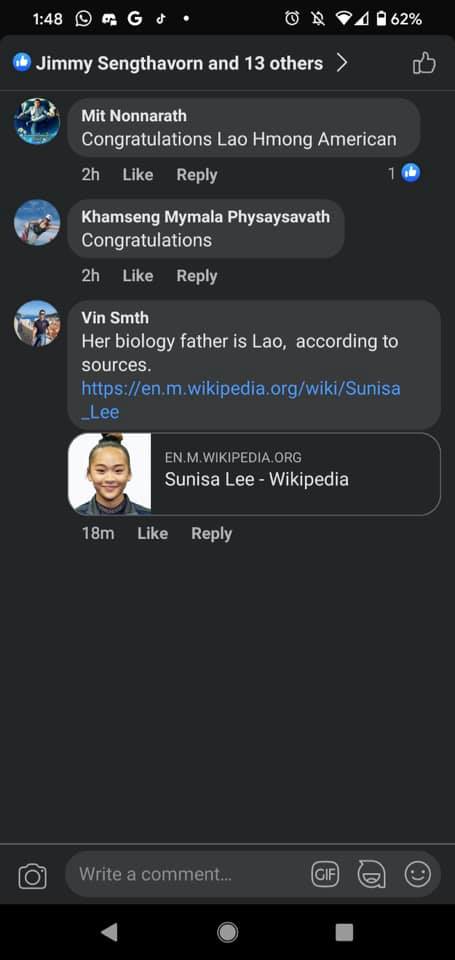 1:48
62%
Jimmy Sengthavorn and 13 others
Mit Nonnarath
Congratulations Lao Hmong American
2h Like Reply 1
Khamseng Mymala Physaysavath
Congratulations
2h Like Reply
Vin Smth
Her biology father is Lao, according to
sources.
https://en.m.wikipedia.org/wiki/Sunisa
_Lee
EN.M.WIKIPEDIA.ORG
Sunisa Lee - Wikipedia
18m Like Reply
Write a comment...
GIF